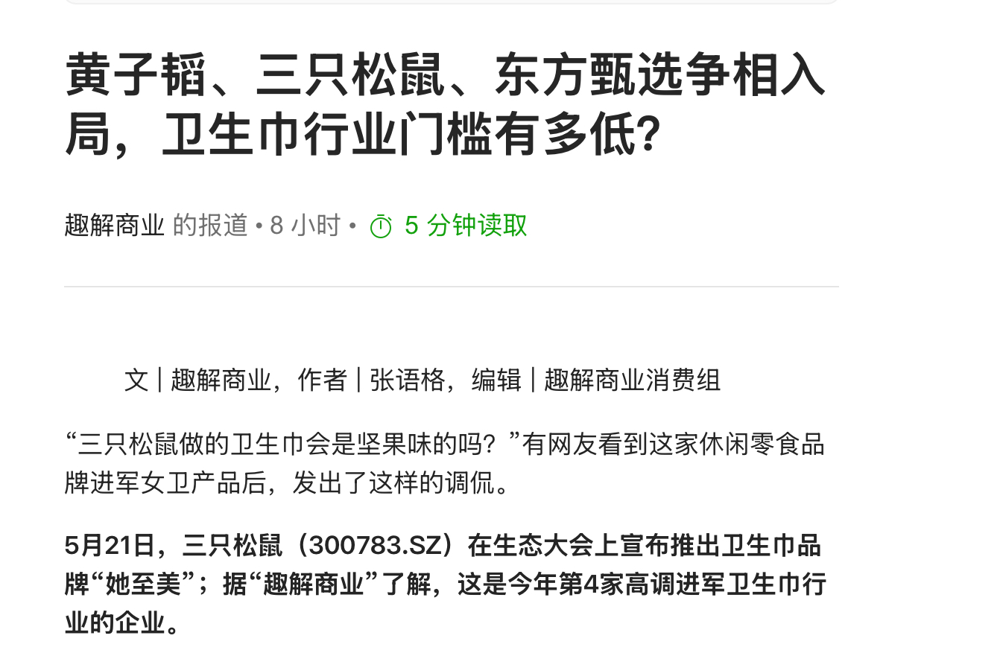 黄子韬、三只松鼠、东方甄选争相入
局，卫生巾行业门槛有多低？
趣解商业 的报道 • 8 小时 • 5 分钟读取
文 | 趣解商业，作者 | 张语格，编辑 | 趣解商业消费组
“三只松鼠做的卫生巾会是坚果味的吗？”有网友看到这家休闲零食品
牌进军女卫产品后，发出了这样的调侃。
5月21日，三只松鼠（300783.SZ）在生态大会上宣布推出卫生巾品
牌“她至美”；据“趣解商业”了解，这是今年第4家高调进军卫生巾行
业的企业。